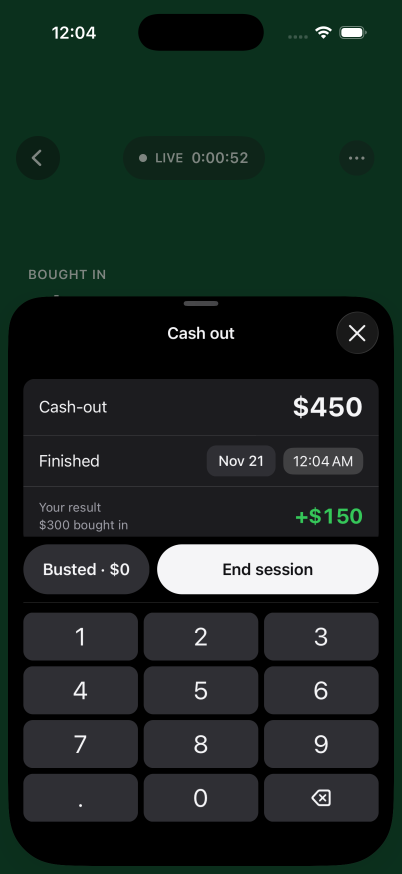 12:04
LIVE 0:00:52
BOUGHT IN
Cash out
Cash-out $450
Finished Nov 21 12:04 AM
Your result
$300 bought in
+$150
Busted · $0 End session
1 2 3
4 5 6
7 8 9
. 0